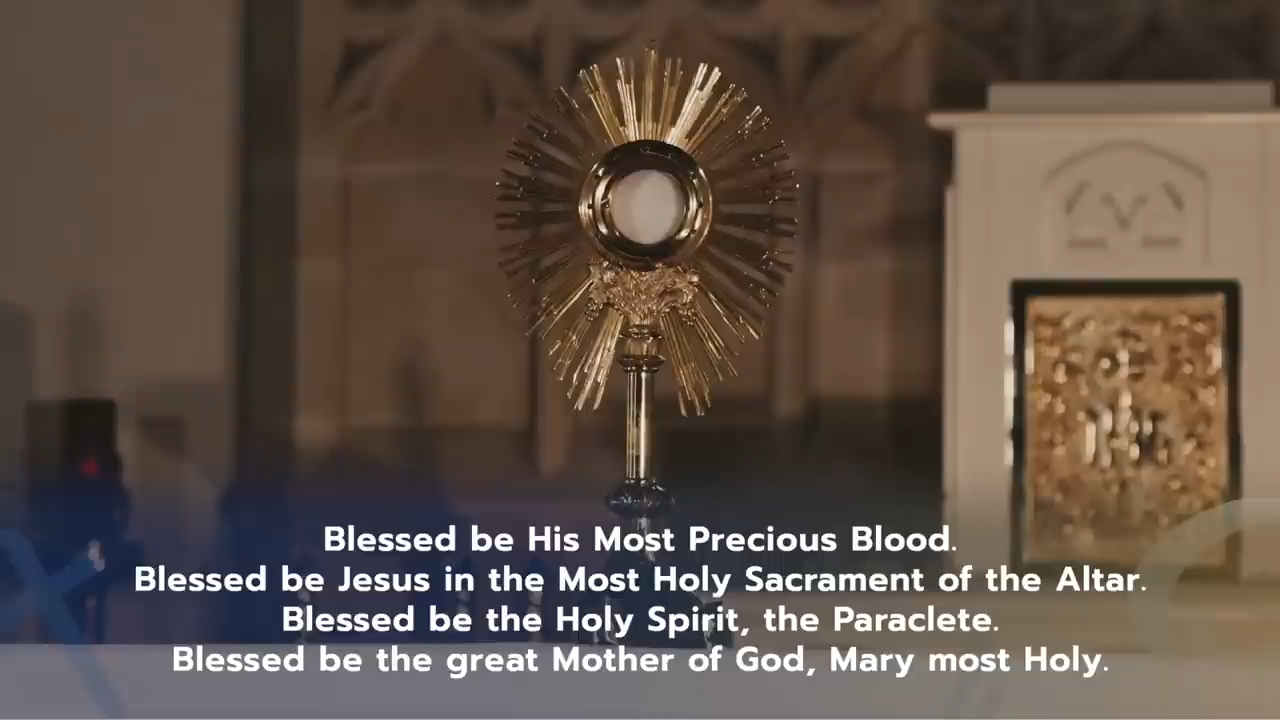 IHS
Blessed be His Most Precious Blood.
Blessed be Jesus in the Most Holy Sacrament of the Altar.
Blessed be the Holy Spirit, the Paraclete.
Blessed be the great Mother of God, Mary most Holy.